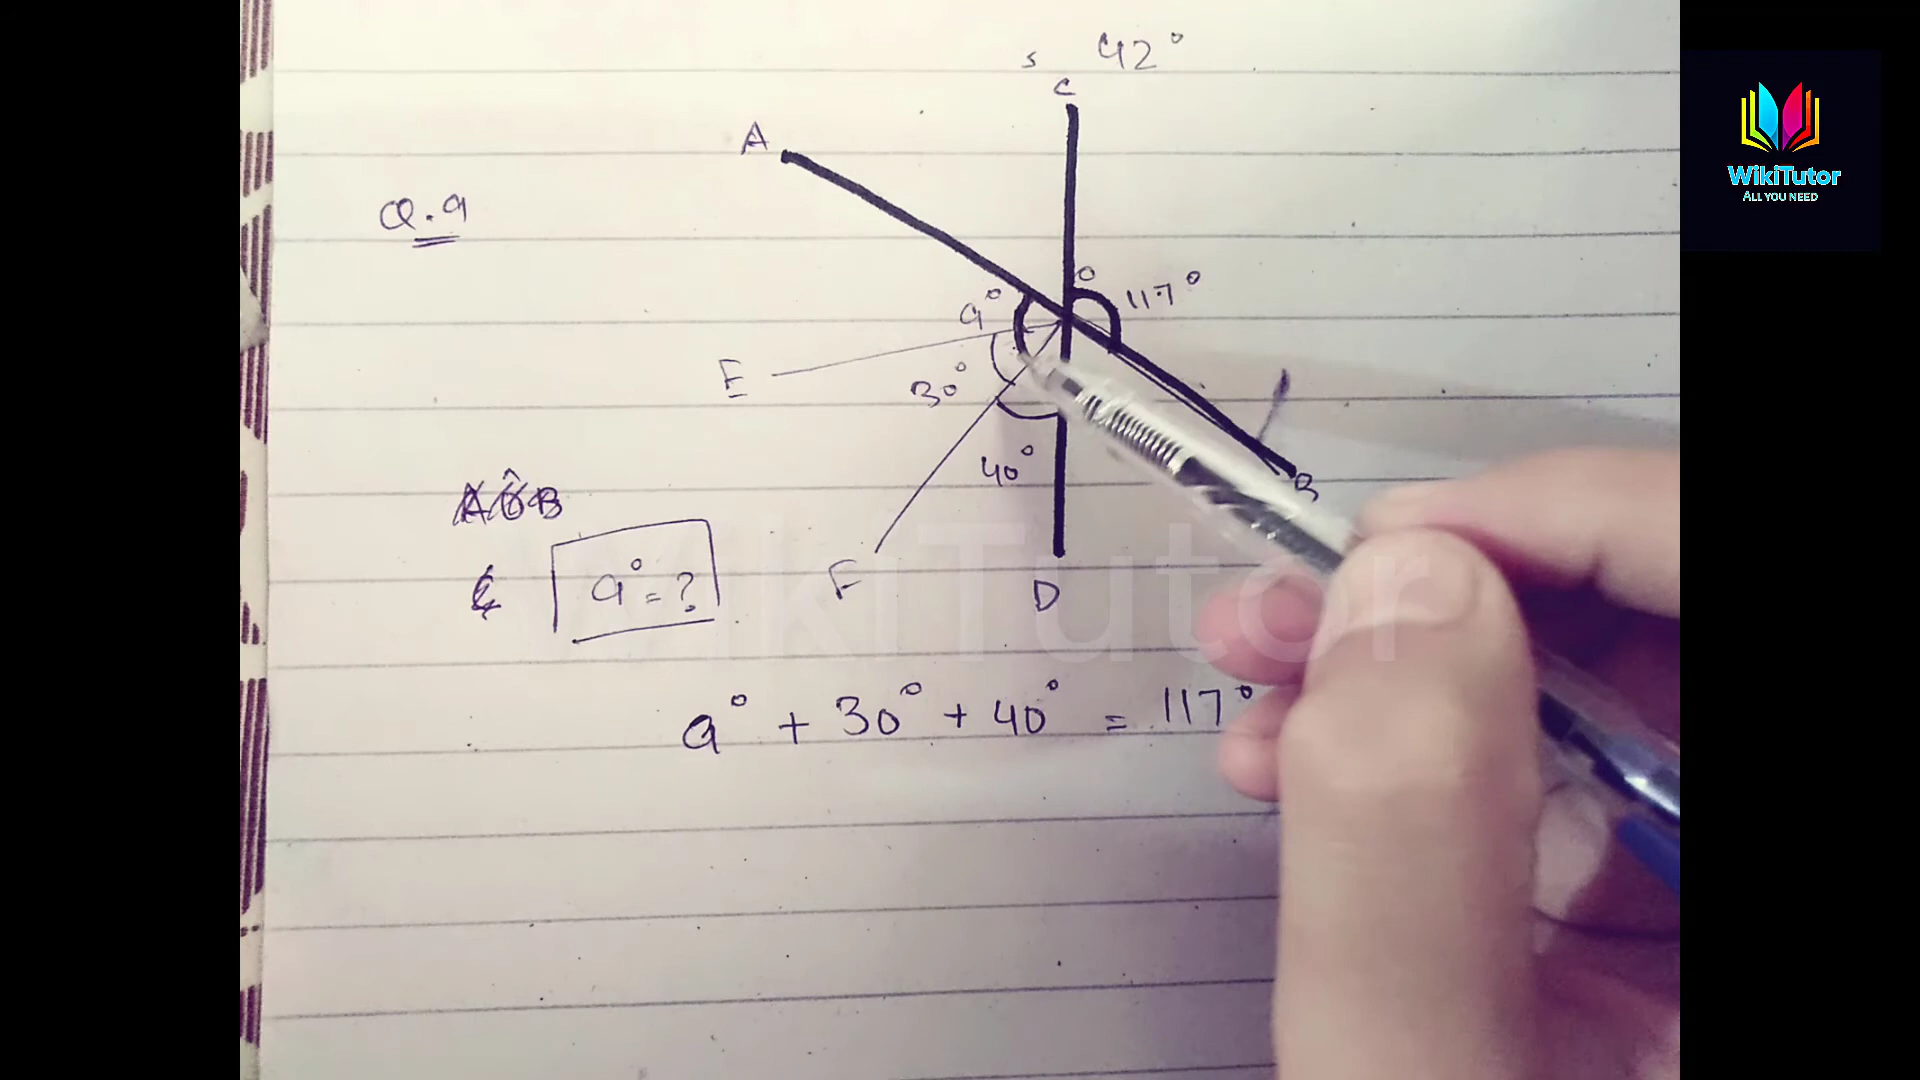 s 42°
C
A
Q.9
O
a° 117°
E
30°
40°
B
AÔB
F
D
a° = ?
a° + 30° + 40° = 117°
WikiTutor
ALL YOU NEED
WikiTutor